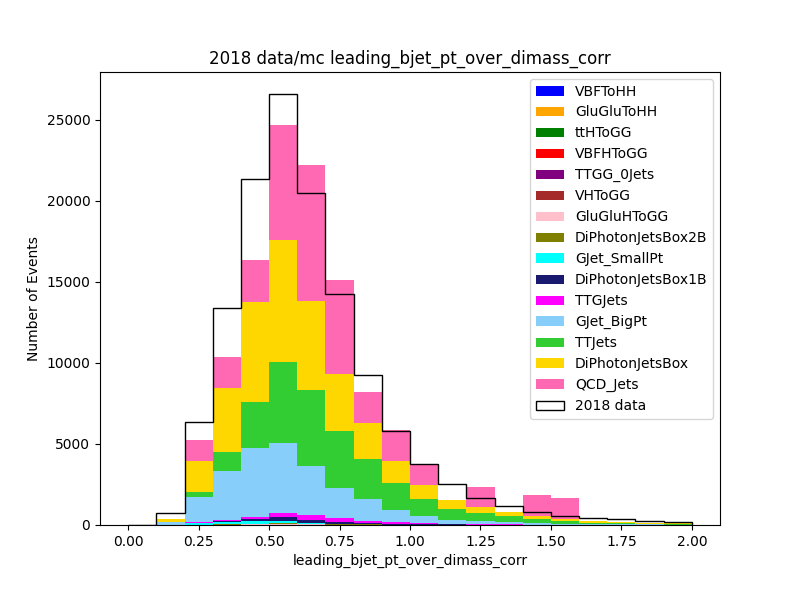 2018 data/mc leading_bjet_pt_over_dimass_corr
Number of Events
25000
20000
15000
10000
5000
0
0.00 0.25 0.50 0.75 1.00 1.25 1.50 1.75 2.00
leading_bjet_pt_over_dimass_corr
VBFToHH
GluGluToHH
ttHToGG
VBFHToGG
TTGG_0Jets
VHToGG
GluGluHToGG
DiPhotonJetsBox2B
GJet_SmallPt
DiPhotonJetsBox1B
TTGJets
GJet_BigPt
TTJets
DiPhotonJetsBox
QCD_Jets
2018 data